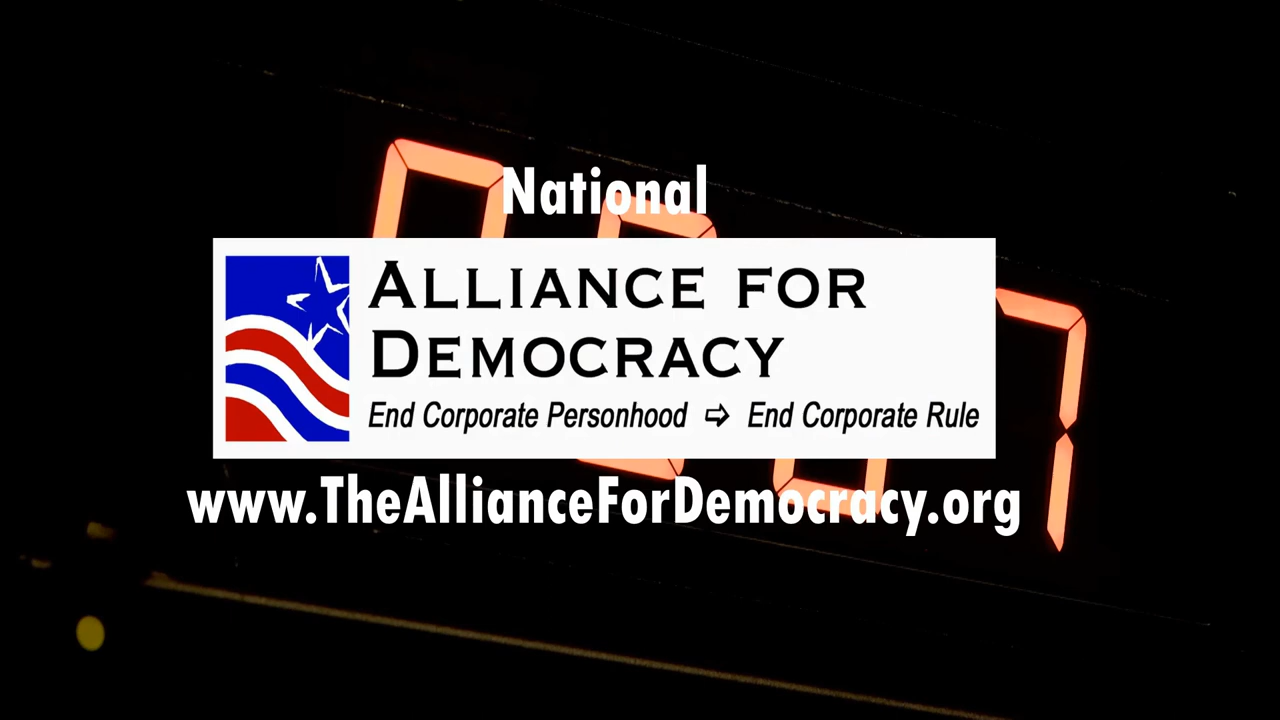 National
ALLIANCE FOR
DEMOCRACY
End Corporate Personhood ⇨ End Corporate Rule
www.TheAllianceForDemocracy.org